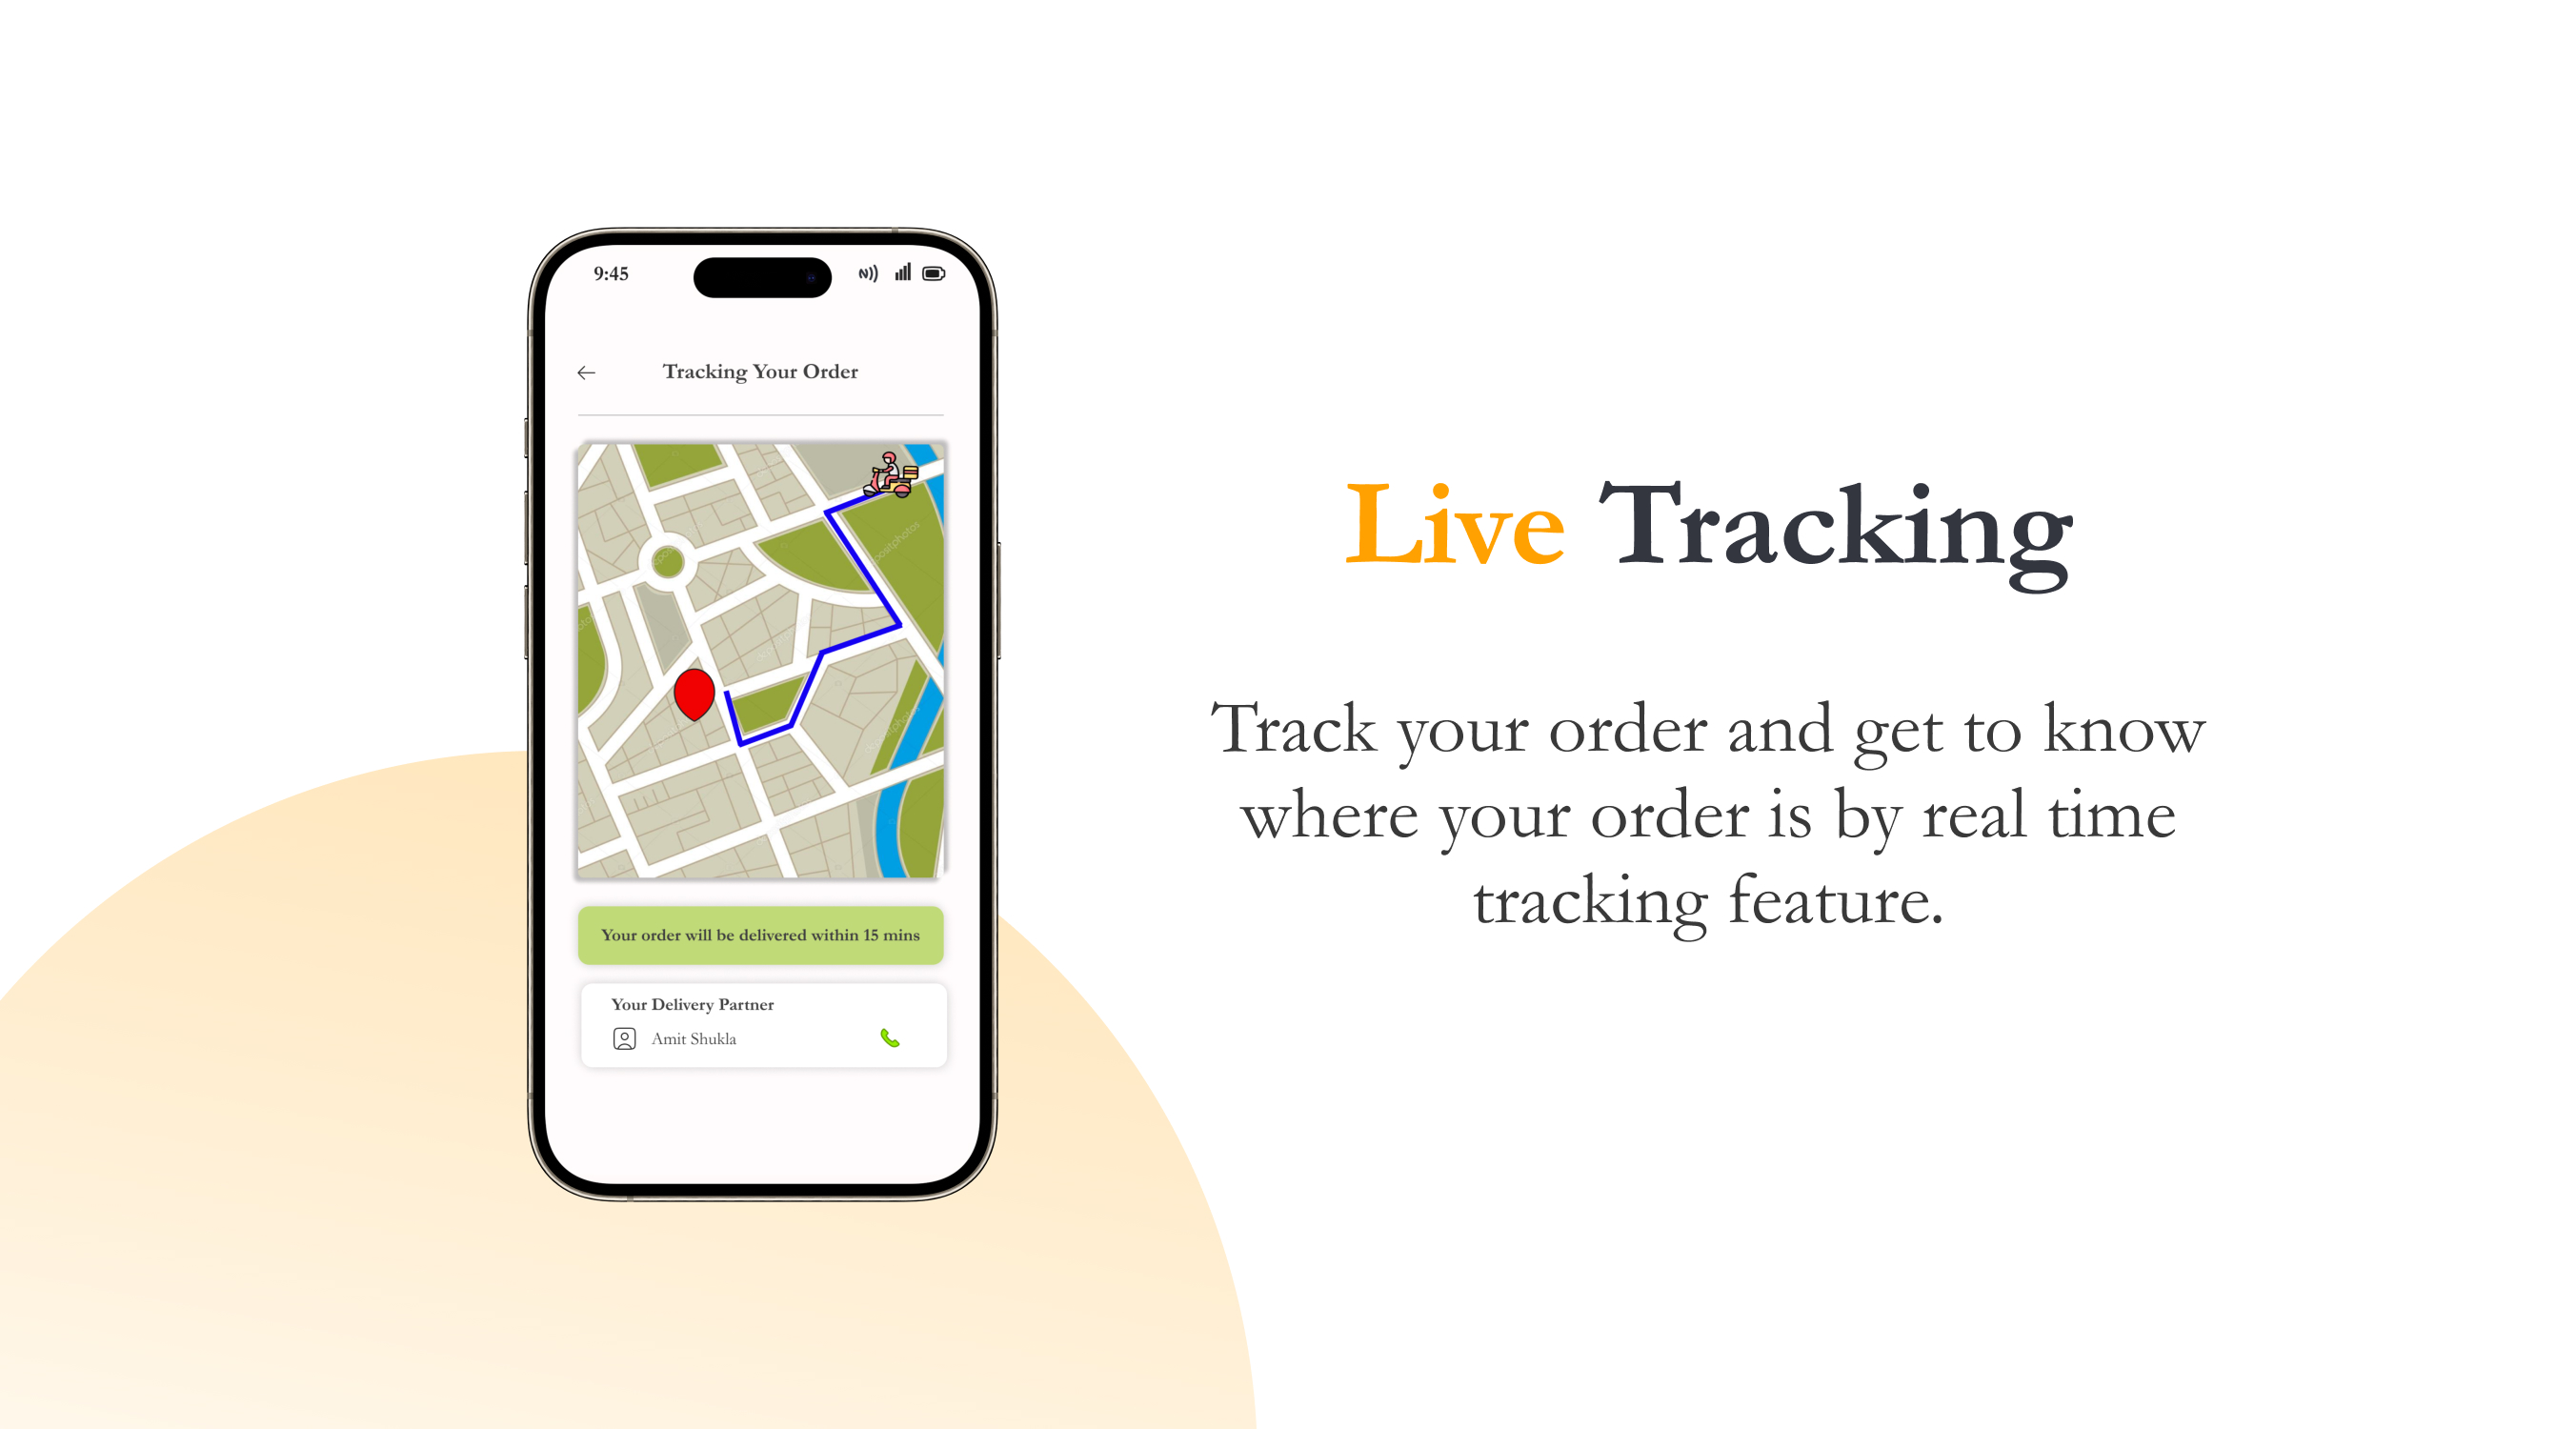 9:45
Tracking Your Order
Your order will be delivered within 15 mins
Your Delivery Partner
Amit Shukla
Live Tracking
Track your order and get to know
where your order is by real time
tracking feature.